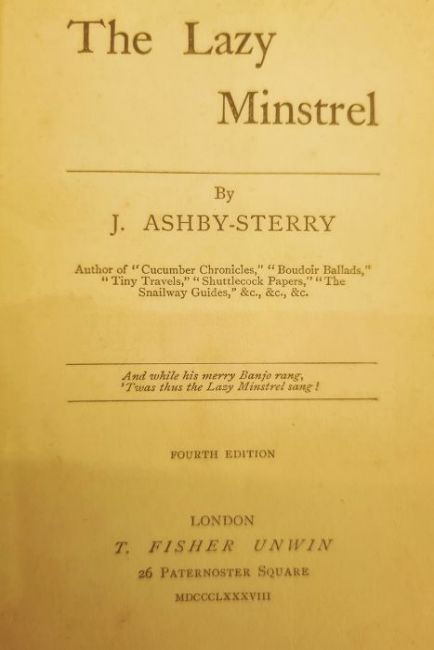 The Lazy
Minstrel
By
J. ASHBY-STERRY
Author of "Cucumber Chronicles," "Boudoir Ballads,"
"Tiny Travels," "Shuttlecock Papers," "The
Snailway Guides," &c., &c., &c.
And while his merry Banjo rang,
'Twas thus the Lazy Minstrel sang!
FOURTH EDITION
LONDON
T. FISHER UNWIN
26 PATERNOSTER SQUARE
MDCCCLXXXVIII